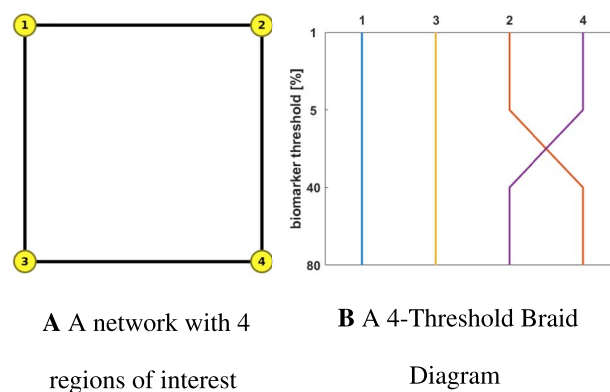 1 2
3 4
A A network with 4
regions of interest
1 3 2 4
biomarker threshold [%]
1
5
40
80
B A 4-Threshold Braid
Diagram